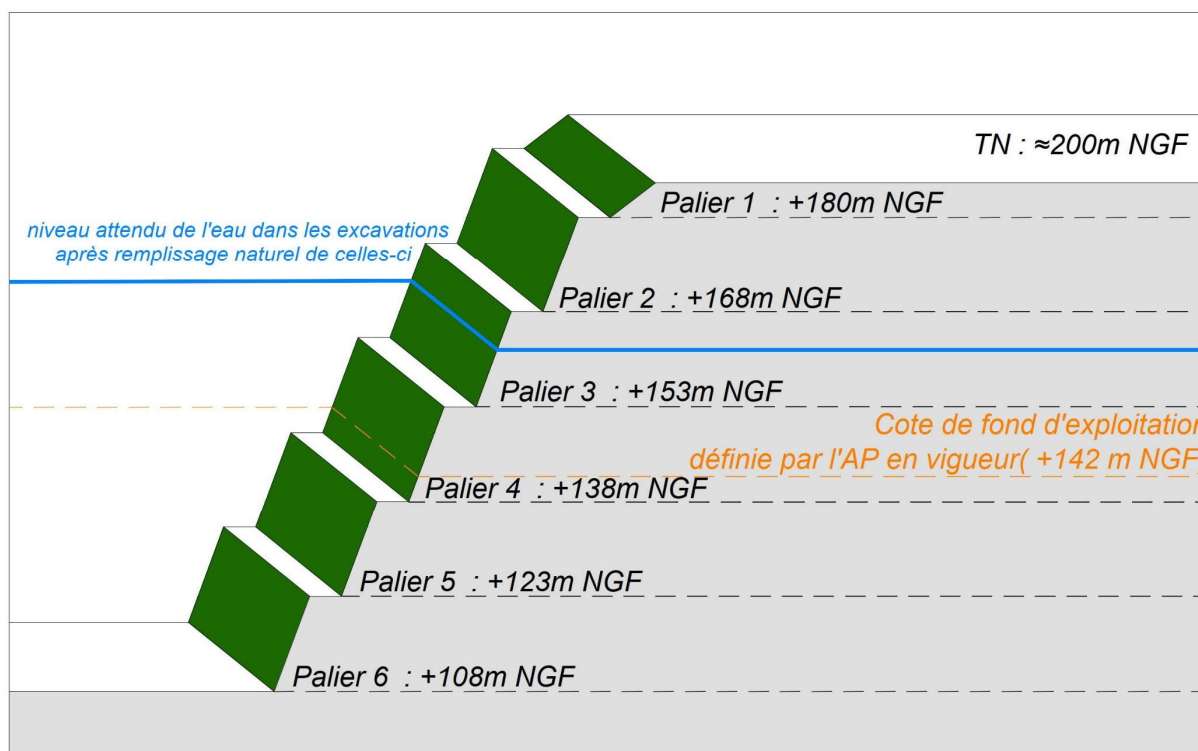 TN : ≈200m NGF
Palier 1 : +180m NGF
niveau attendu de l'eau dans les excavations
après remplissage naturel de celles-ci
Palier 2 : +168m NGF
Palier 3 : +153m NGF
Cote de fond d'exploitation
définie par l'AP en vigueur( +142 m NGF
Palier 4 : +138m NGF
Palier 5 : +123m NGF
Palier 6 : +108m NGF